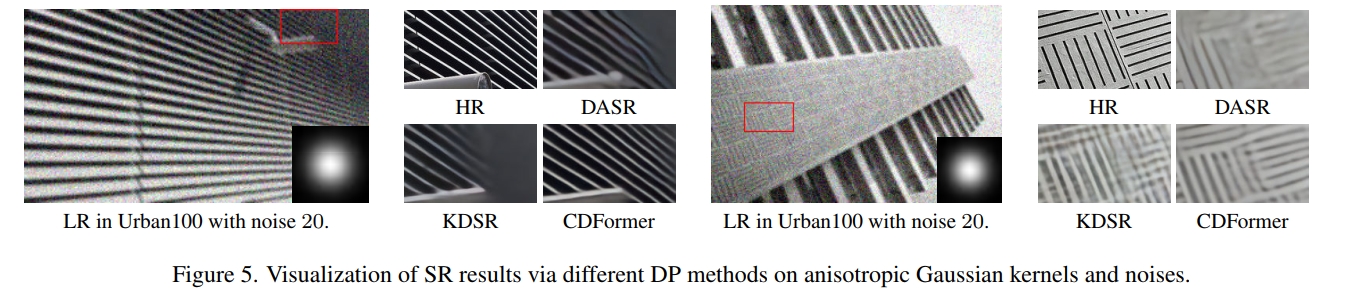 HR
DASR
KDSR
CDFormer
LR in Urban100 with noise 20.
HR
DASR
KDSR
CDFormer
LR in Urban100 with noise 20.
Figure 5. Visualization of SR results via different DP methods on anisotropic Gaussian kernels and noises.